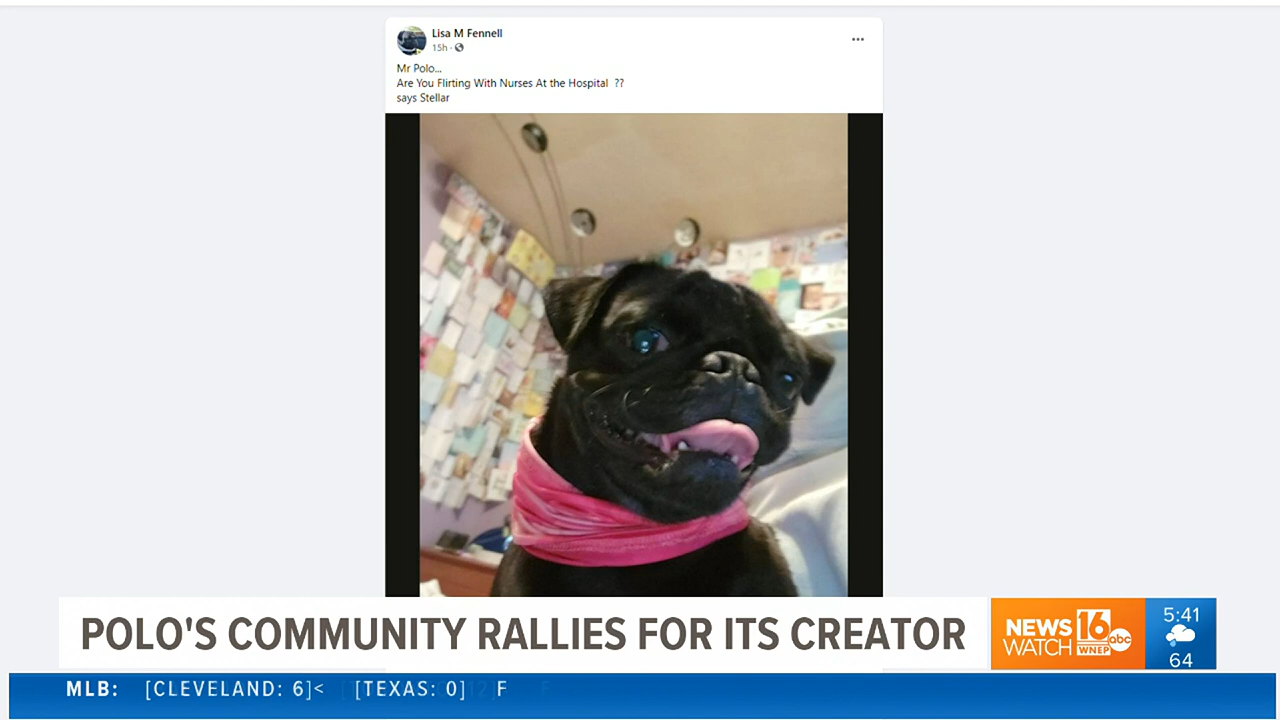 Lisa M Fennell
15h ·
Mr Polo...
Are You Flirting With Nurses At the Hospital ??
says Stellar
POLO'S COMMUNITY RALLIES FOR ITS CREATOR
NEWS WATCH 16 abc WNEP
5:41
64
MLB: [CLEVELAND: 6]< [TEXAS: 0] F